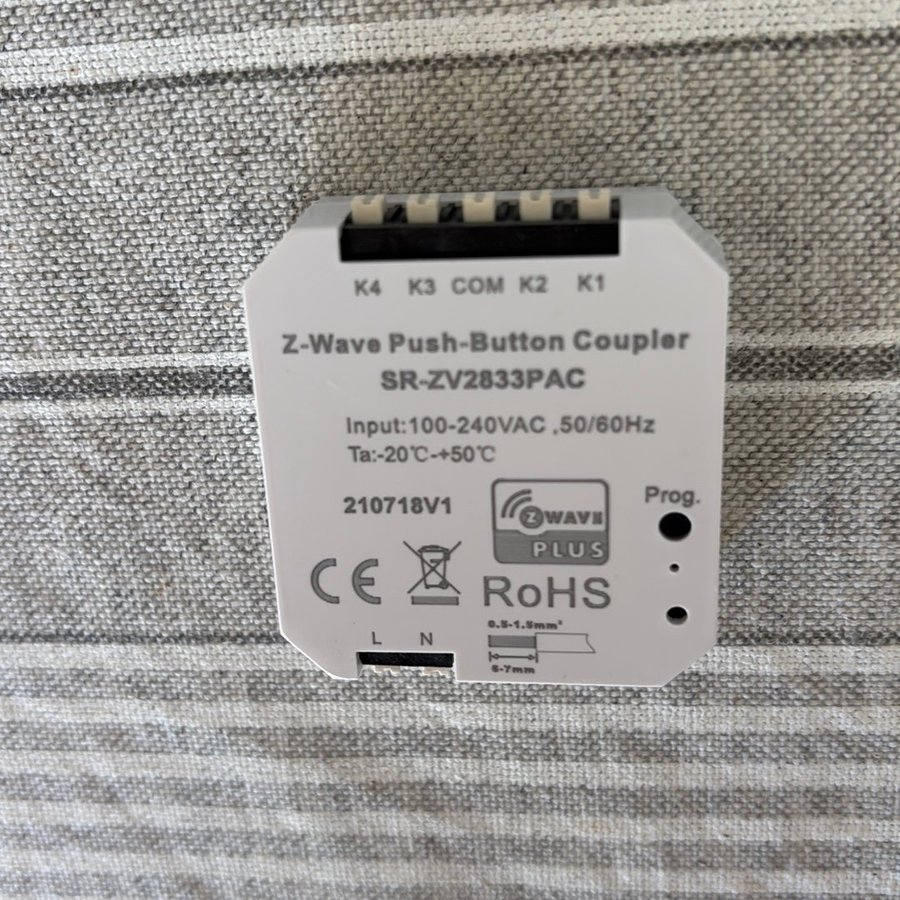 K4 K3 COM K2 K1
Z-Wave Push-Button Coupler
SR-ZV2833PAC
Input:100-240VAC ,50/60Hz
Ta:-20℃-+50℃
210718V1
Z WAVE
PLUS
Prog.
CE
RoHS
0.5-1.5mm²
6-7mm
L N